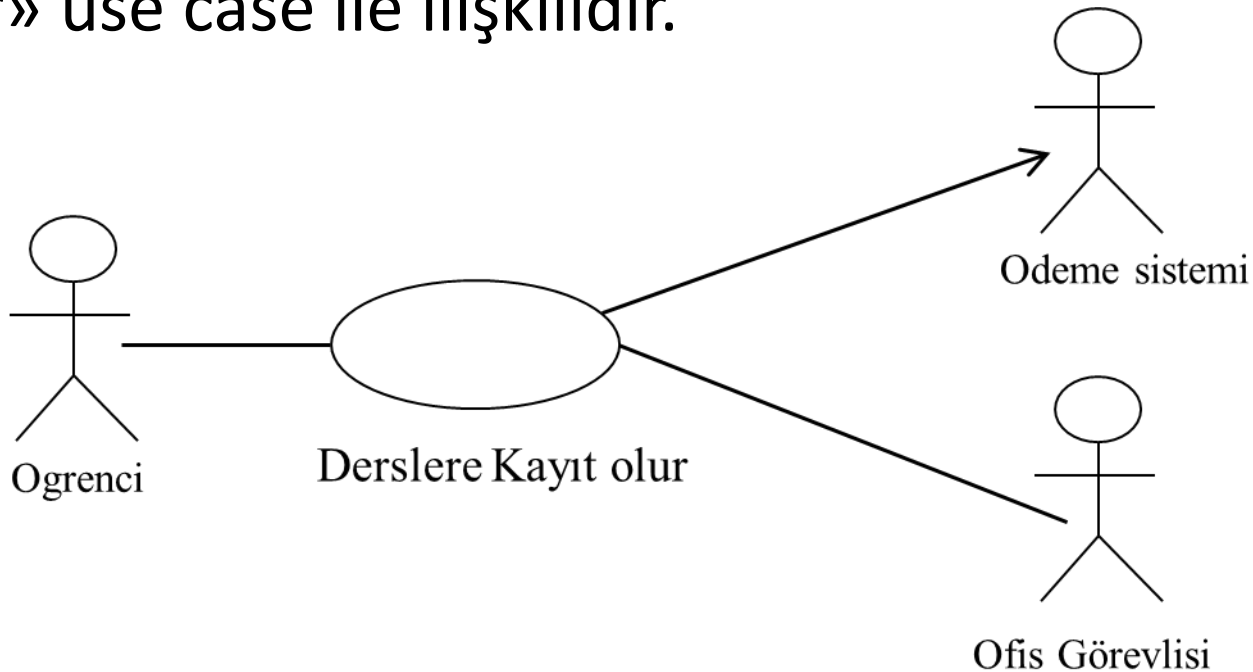 » use case ile ilişkilidir.
Odeme sistemi
Ogrenci
Derslere Kayıt olur
Ofis Görevlisi